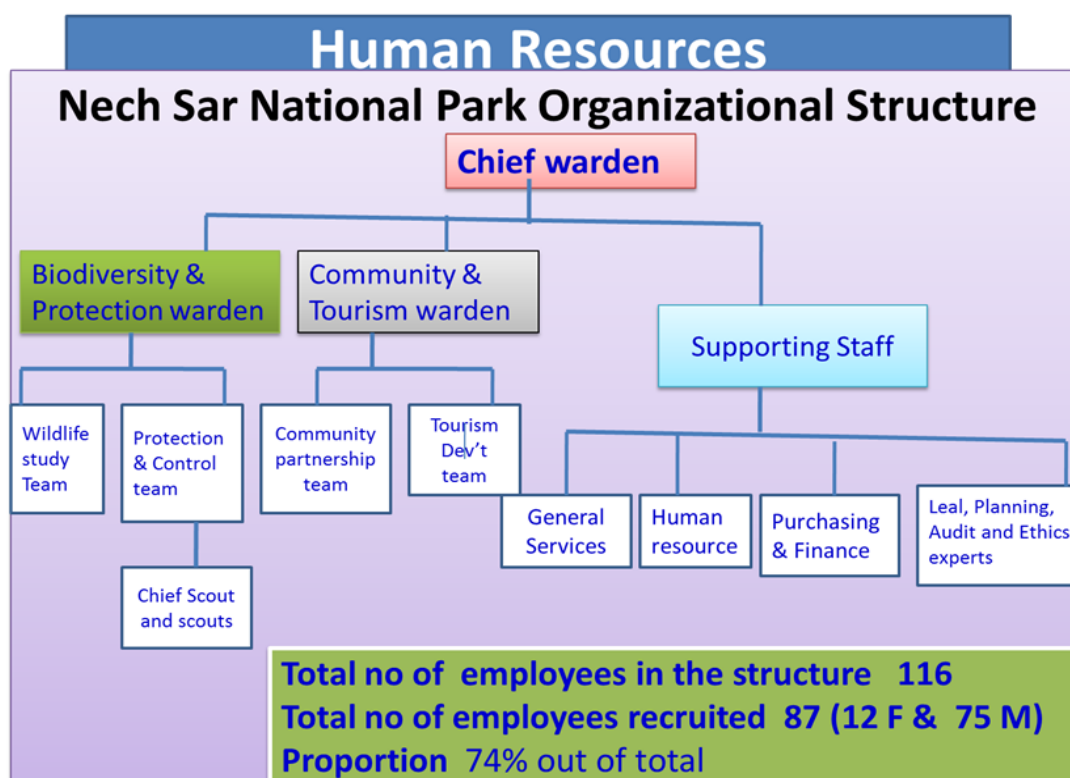 Human Resources
Nech Sar National Park Organizational Structure
Chief warden
Biodiversity &
Protection warden
Community &
Tourism warden
Supporting Staff
Wildlife
study
Team
Protection
& Control
team
Community
partnership
team
Tourism
Dev't
team
General
Services
Human
resource
Purchasing
& Finance
Leal, Planning,
Audit and Ethics
experts
Chief Scout
and scouts
Total no of employees in the structure 116
Total no of employees recruited 87 (12 F & 75 M)
Proportion 74% out of total